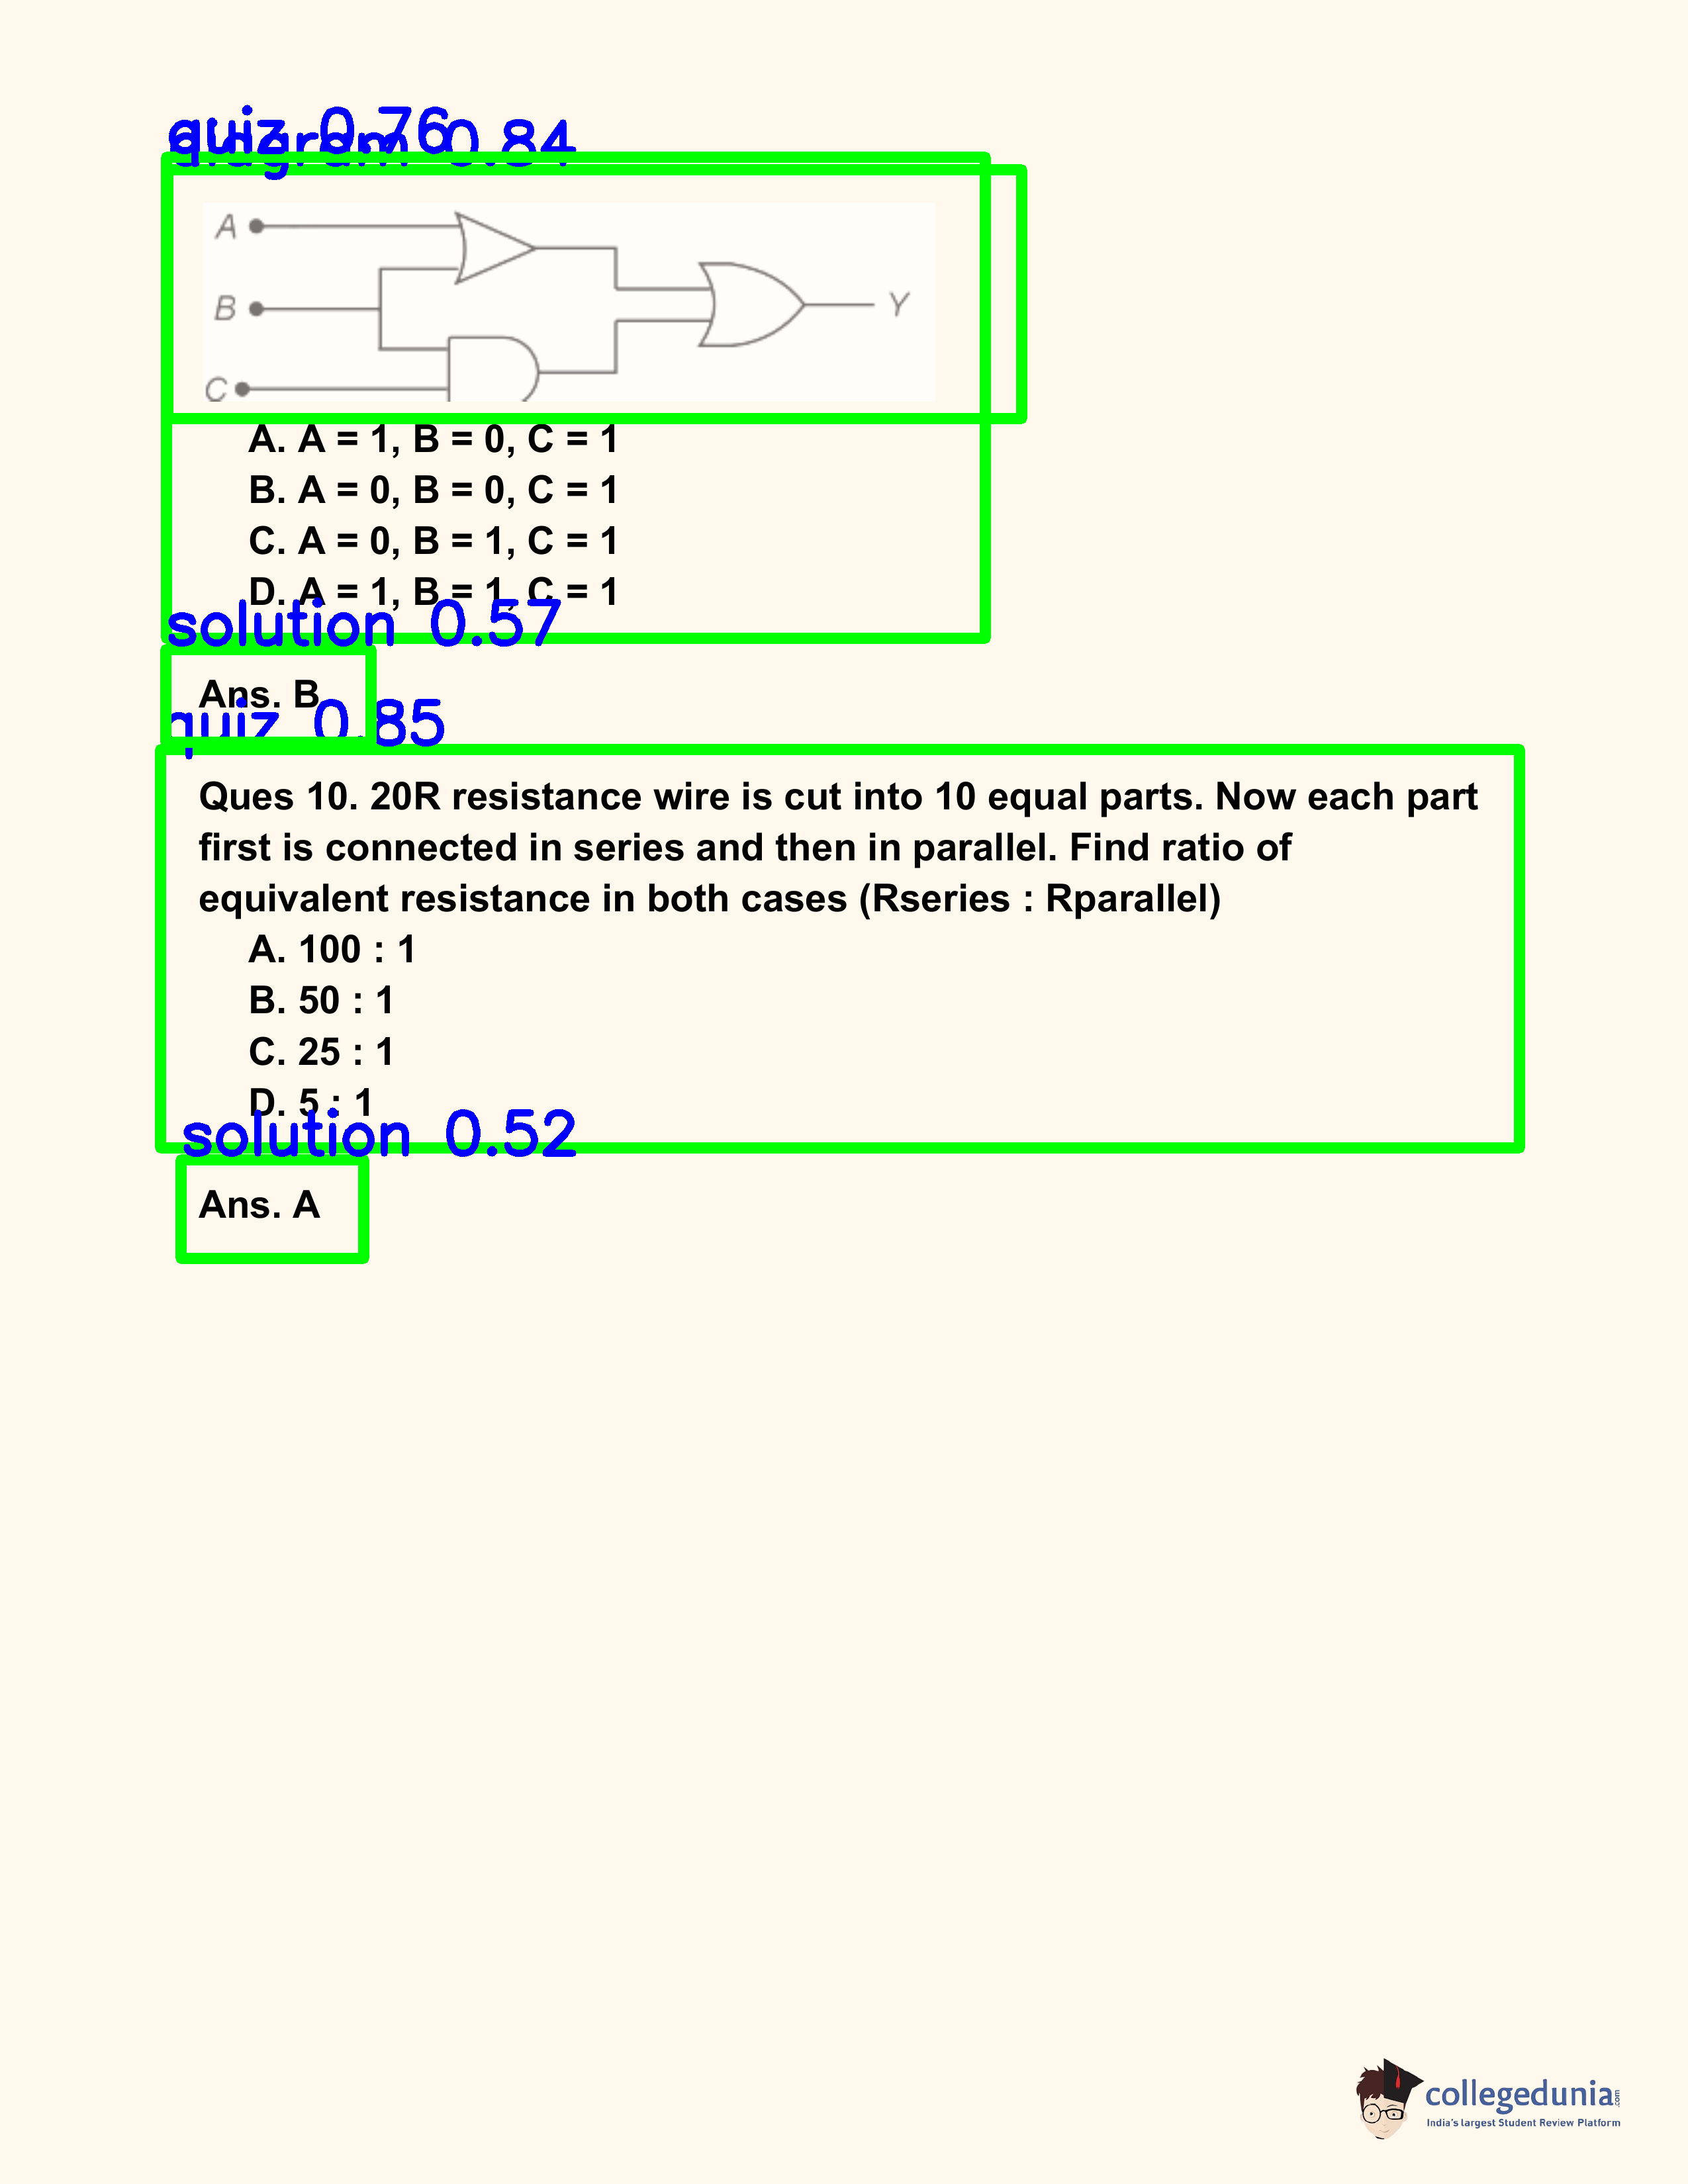 quiz 0.76
diagram 0.84
A
B
Y
C
A. A = 1, B = 0, C = 1
B. A = 0, B = 0, C = 1
C. A = 0, B = 1, C = 1
D. A = 1, B = 1, C = 1
solution 0.57
Ans. B
quiz 0.85
Ques 10. 20R resistance wire is cut into 10 equal parts. Now each part
first is connected in series and then in parallel. Find ratio of
equivalent resistance in both cases (Rseries : Rparallel)
A. 100 : 1
B. 50 : 1
C. 25 : 1
D. 5 : 1
solution 0.52
Ans. A
collegedunia.com
India's largest Student Review Platform